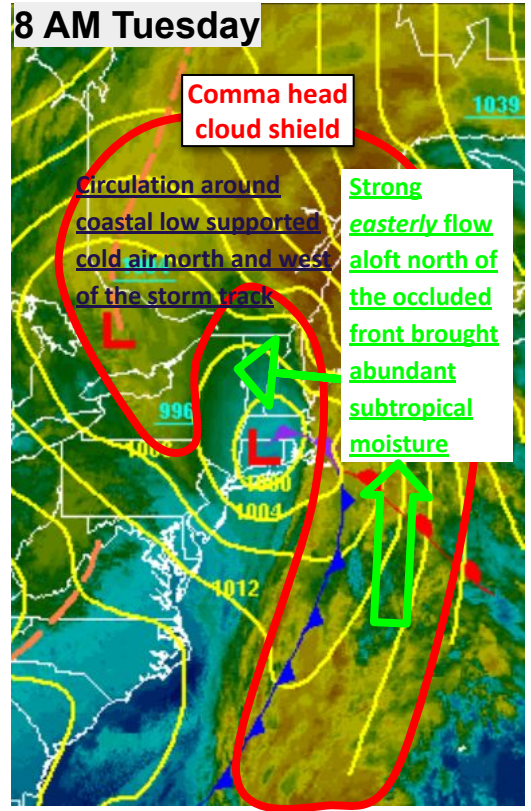 8 AM Tuesday
Comma head
cloud shield
1039
Circulation around
coastal low supported
cold air north and west
of the storm track
Strong
easterly flow
aloft north of
the occluded
front brought
abundant
subtropical
moisture
L
996
L
1000
1004
1012